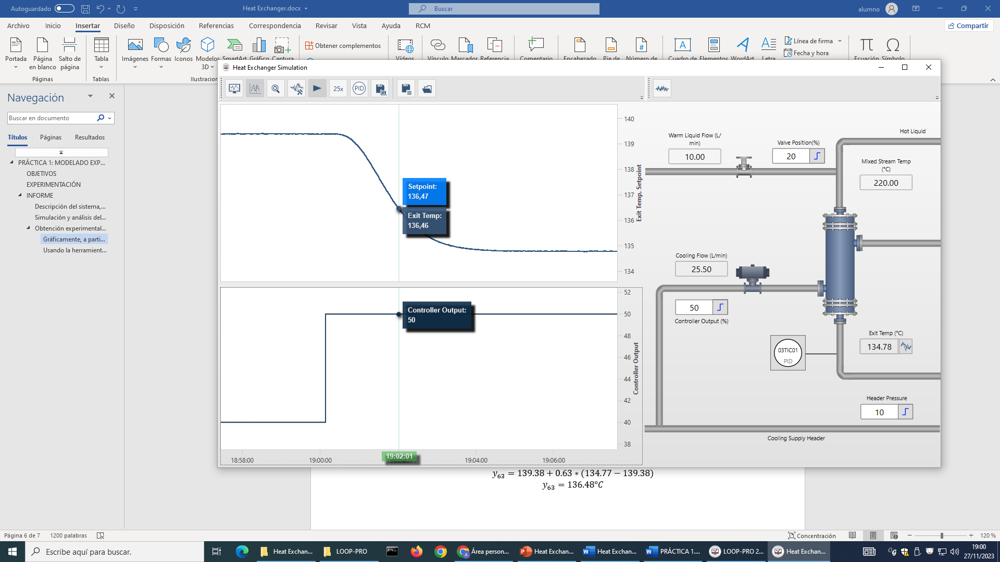 Autoguardado
Heat Exchanger.docx
Buscar
alumno
Archivo Inicio Insertar Diseño Disposición Referencias Correspondencia Revisar Vista Ayuda RCM
Compartir
Portada
Página en blanco
Salto de página
Páginas
Tabla
Tablas
Imágenes
Formas
Iconos
Modelos 3D
SmartArt
Gráfico
Captura
Obtener complementos
Vídeos
Vínculo
Marcador
Referencia
Comentario
Encabezado
Pie de
Número de
Cuadro de
Elementos
WordArt
Letra
Línea de firma
Fecha y hora
Ecuación
Símbolo
Navegación
Buscar en documento
Títulos Páginas Resultados
PRÁCTICA 1: MODELADO EXP...
OBJETIVOS
EXPERIMENTACIÓN
INFORME
Descripción del sistema,...
Simulación y análisis del...
Obtención experimental...
Gráficamente, a parti...
Usando la herramient...
Heat Exchanger Simulation
25x
PID
140
139
138
137
136
135
134
Exit Temp, Setpoint
Setpoint:
136,47
Exit Temp:
136,46
52
50
48
46
44
42
40
38
Controller Output
Controller Output:
50
18:58:00
19:00:00
19:02:01
19:04:00
19:06:00
Warm Liquid Flow (L/
min)
10.00
Valve Position(%)
20
Hot Liquid
Mixed Stream Temp
(°C)
220.00
Cooling Flow (L/min)
25.50
50
Controller Output (%)
03TIC01
PID
Exit Temp (°C)
134.78
Header Pressure
10
Cooling Supply Header
y₆₃ = 139.38 + 0.63 ∗ (134.77 − 139.38)
y₆₃ = 136.48°C
Página 6 de 7 1200 palabras
Concentración
120 %
Escribe aquí para buscar.
Heat Exchan...
LOOP-PRO
Área person...
Heat Exchan...
Heat Exchan...
PRÁCTICA 1....
LOOP-PRO 2...
Heat Exchan...
19:00
27/11/2023